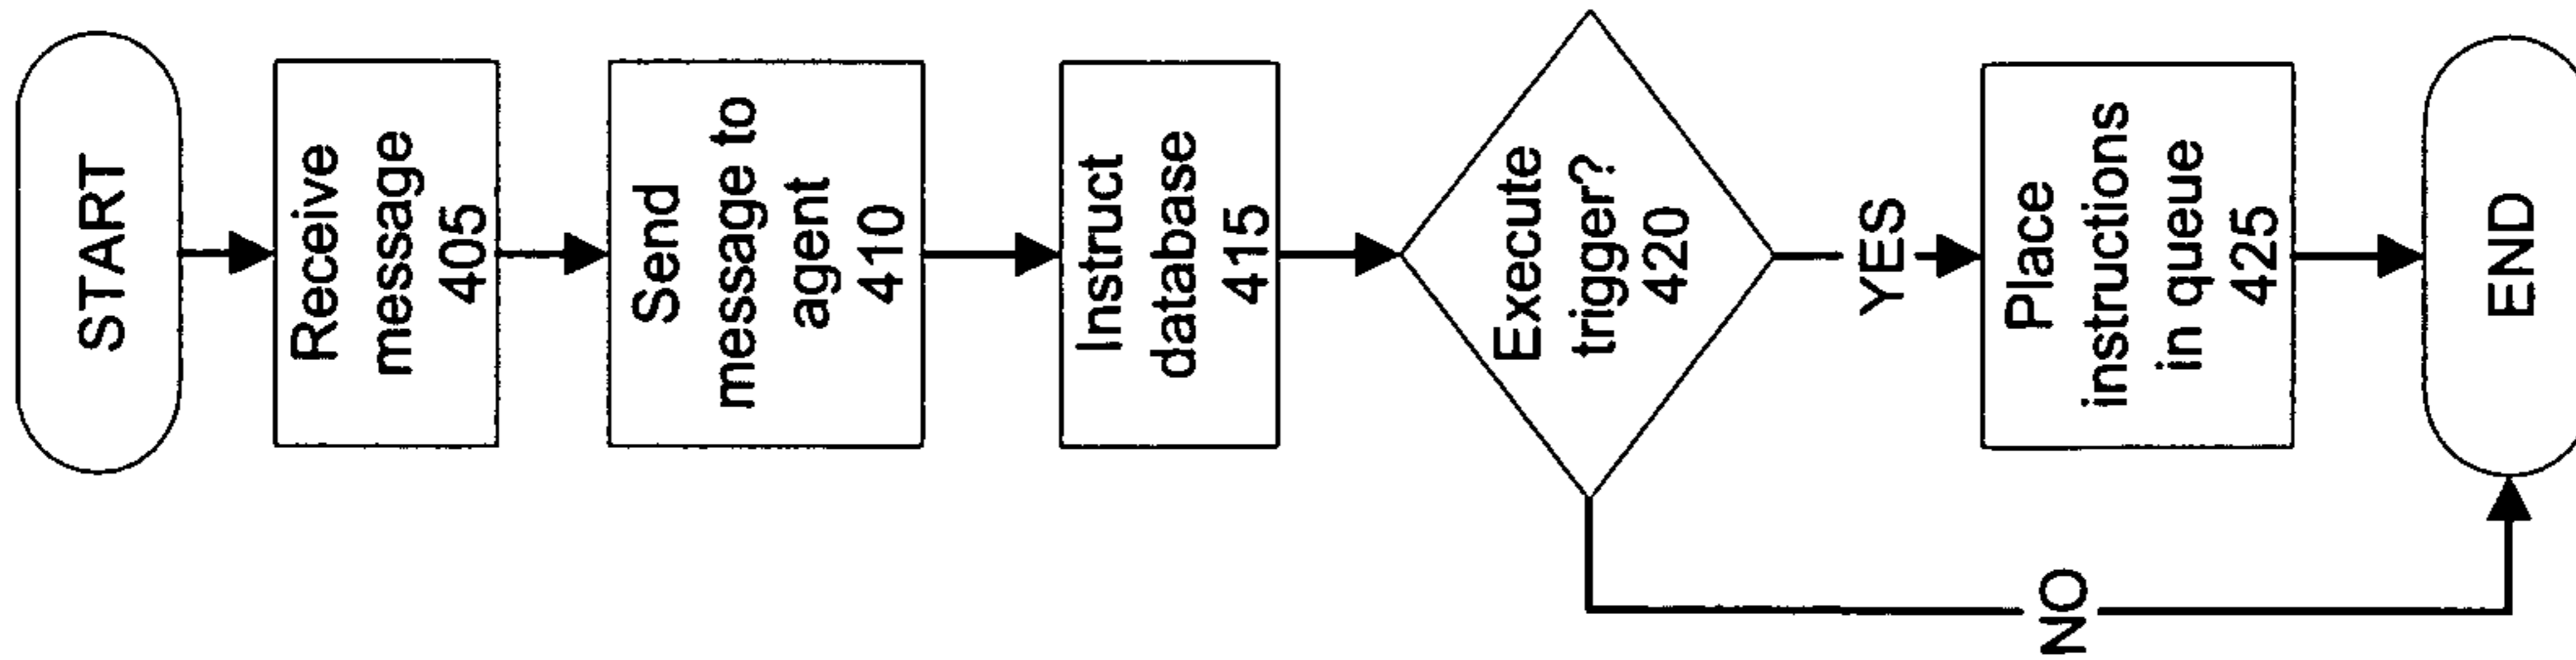 START
Receive
message
405
Send
message to
agent
410
Instruct
database
415
Execute
trigger?
420
YES
Place
instructions
in queue
425
NO
END